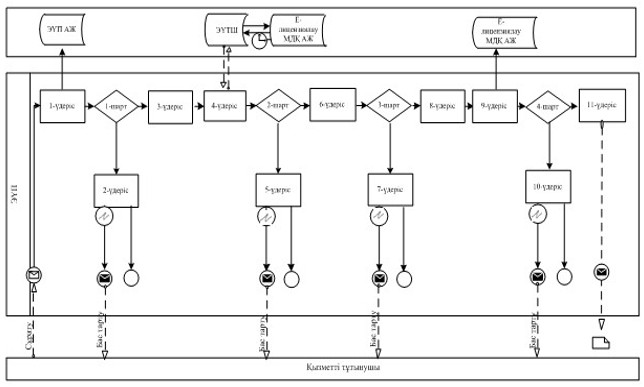 ЭҮП АЖ
ЭҮТШ
Е-
лицензиялау
МДҚ АЖ
Е-
лицензиялау
МДҚ АЖ
ЭҮП
1-үдеріс
1-шарт
3-үдеріс
4-үдеріс
2-шарт
6-үдеріс
3-шарт
8-үдеріс
9-үдеріс
4-шарт
11-үдеріс
2-үдеріс
5-үдеріс
7-үдеріс
10-үдеріс
Сұрату
Бас тарту
Бас тарту
Бас тарту
Бас тарту
Қызметті тұтынушы